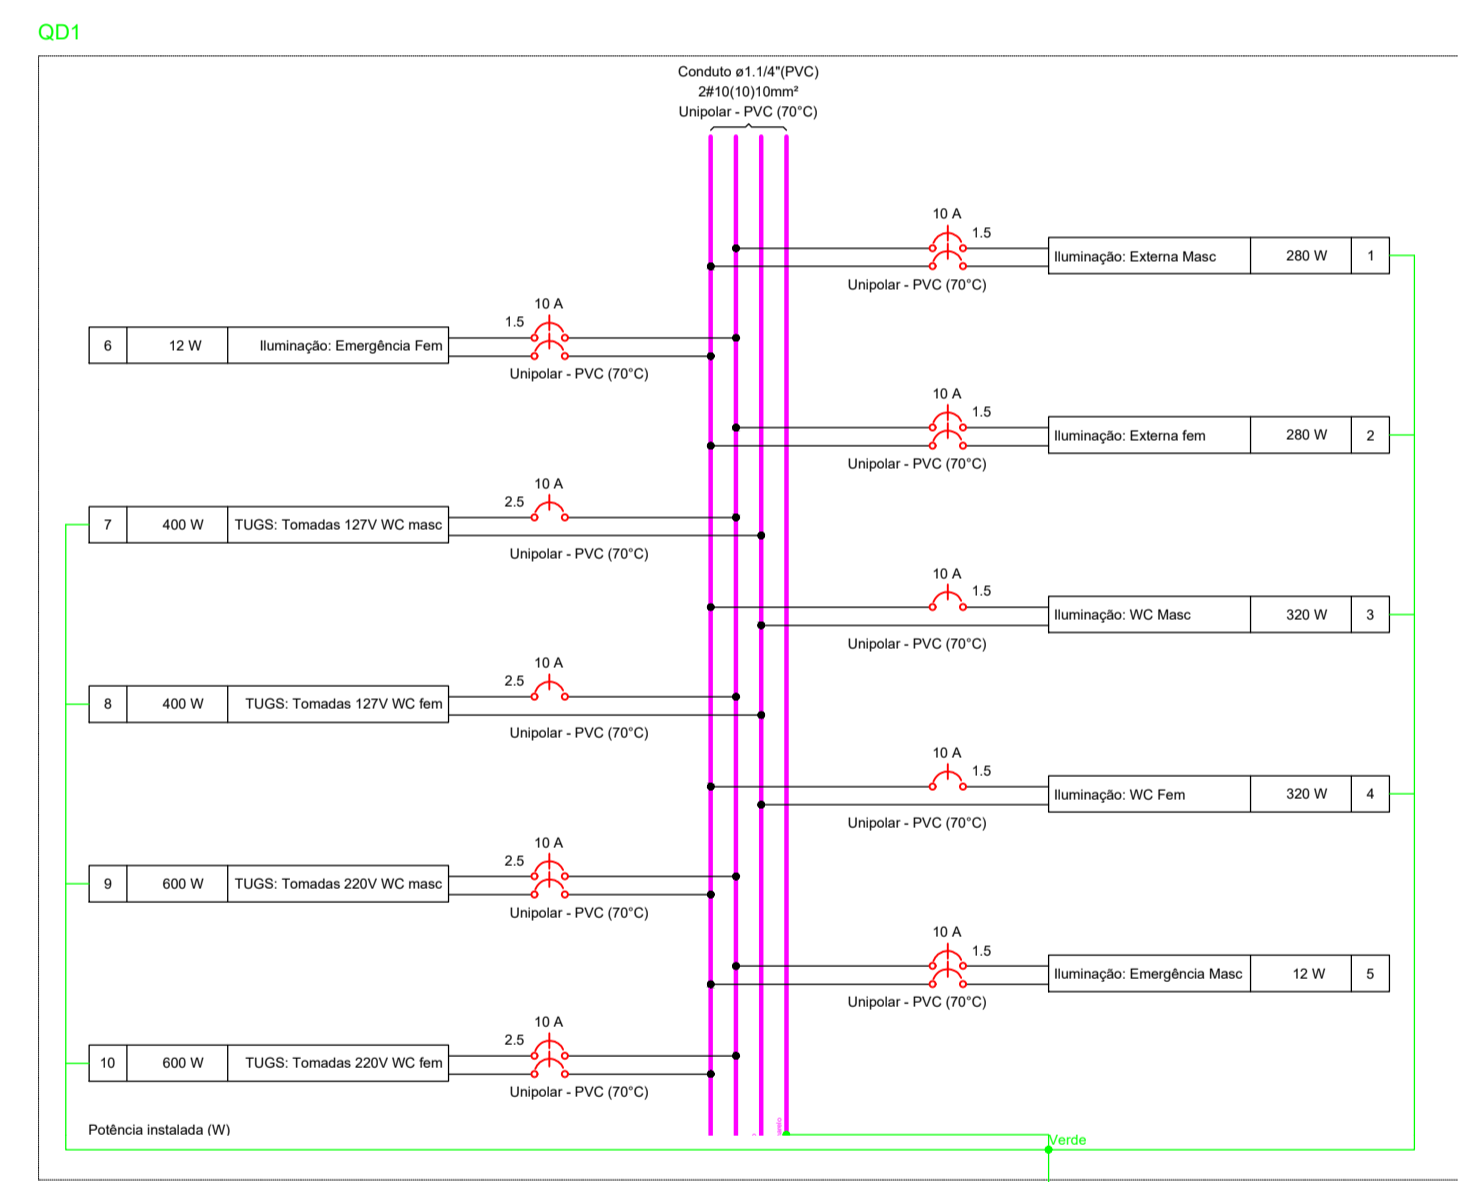 QD1
Conduto ø1.1/4"(PVC)
2#10(10)10mm²
Unipolar - PVC (70°C)
10 A
1.5
Iluminação: Externa Masc 280 W 1
Unipolar - PVC (70°C)
10 A
1.5
6 12 W Iluminação: Emergência Fem
Unipolar - PVC (70°C)
10 A
1.5
Iluminação: Externa fem 280 W 2
Unipolar - PVC (70°C)
10 A
2.5
7 400 W TUGS: Tomadas 127V WC masc
Unipolar - PVC (70°C)
10 A
1.5
Iluminação: WC Masc 320 W 3
Unipolar - PVC (70°C)
10 A
2.5
8 400 W TUGS: Tomadas 127V WC fem
Unipolar - PVC (70°C)
10 A
1.5
Iluminação: WC Fem 320 W 4
Unipolar - PVC (70°C)
10 A
2.5
9 600 W TUGS: Tomadas 220V WC masc
Unipolar - PVC (70°C)
10 A
1.5
Iluminação: Emergência Masc 12 W 5
Unipolar - PVC (70°C)
10 A
2.5
10 600 W TUGS: Tomadas 220V WC fem
Unipolar - PVC (70°C)
Potência instalada (W)
Verde